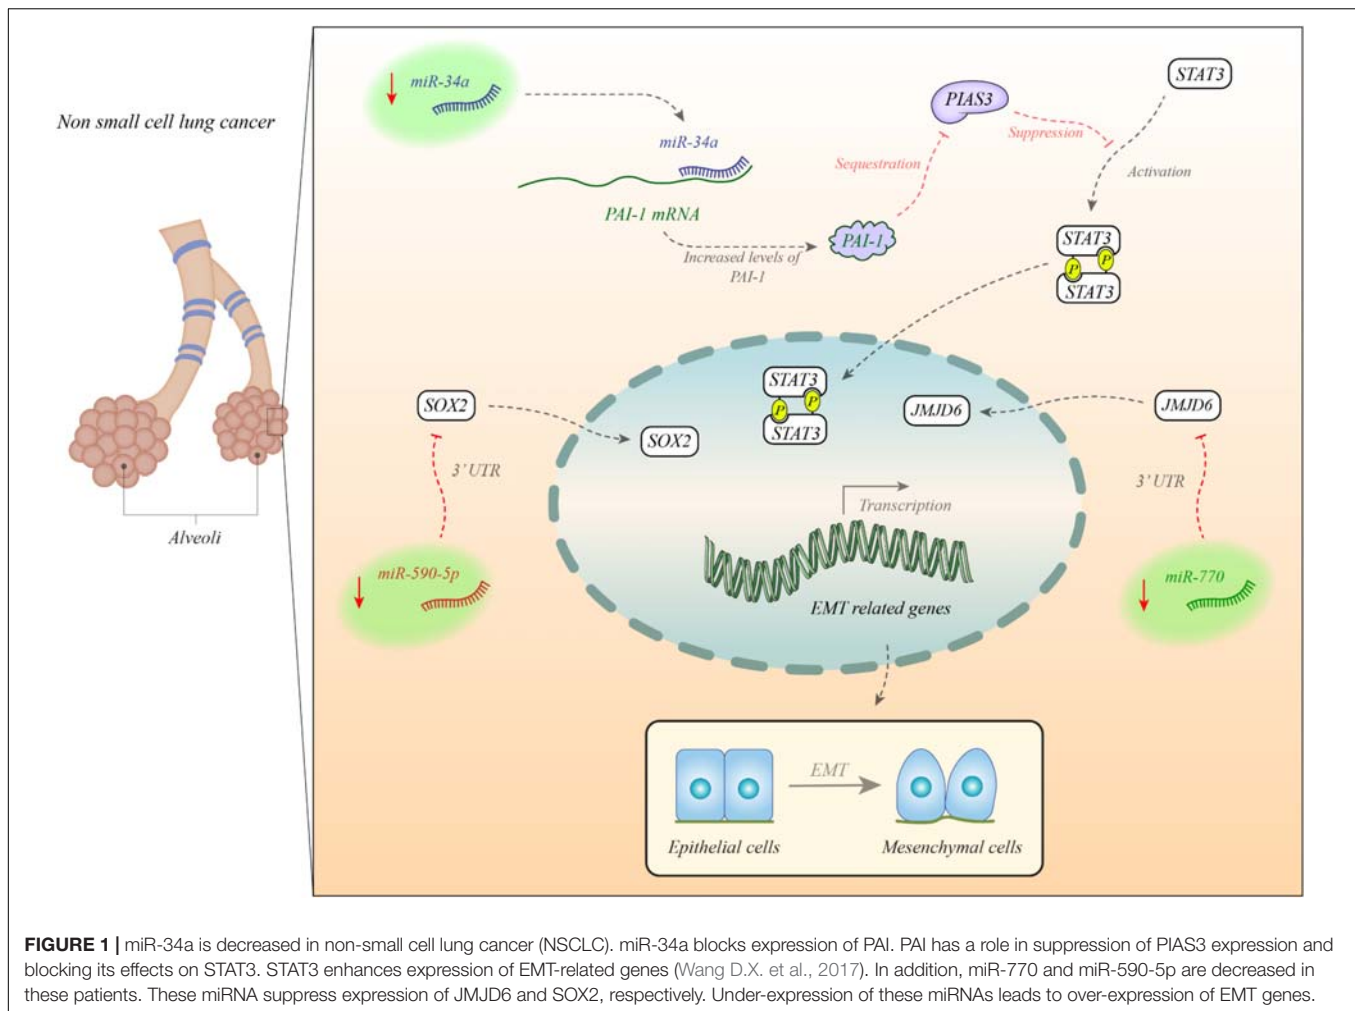 Non small cell lung cancer
Alveoli
miR-34a
miR-34a
PAI-1 mRNA
Increased levels of
PAI-1
PAI-1
Sequestration
PIAS3
Suppression
STAT3
Activation
STAT3
P
P
STAT3
SOX2
3' UTR
miR-590-5p
SOX2
STAT3
P
P
STAT3
JMJD6
JMJD6
3' UTR
miR-770
Transcription
EMT related genes
EMT
Epithelial cells
Mesenchymal cells
FIGURE 1 | miR-34a is decreased in non-small cell lung cancer (NSCLC). miR-34a blocks expression of PAI. PAI has a role in suppression of PIAS3 expression and
blocking its effects on STAT3. STAT3 enhances expression of EMT-related genes (Wang D.X. et al., 2017). In addition, miR-770 and miR-590-5p are decreased in
these patients. These miRNA suppress expression of JMJD6 and SOX2, respectively. Under-expression of these miRNAs leads to over-expression of EMT genes.